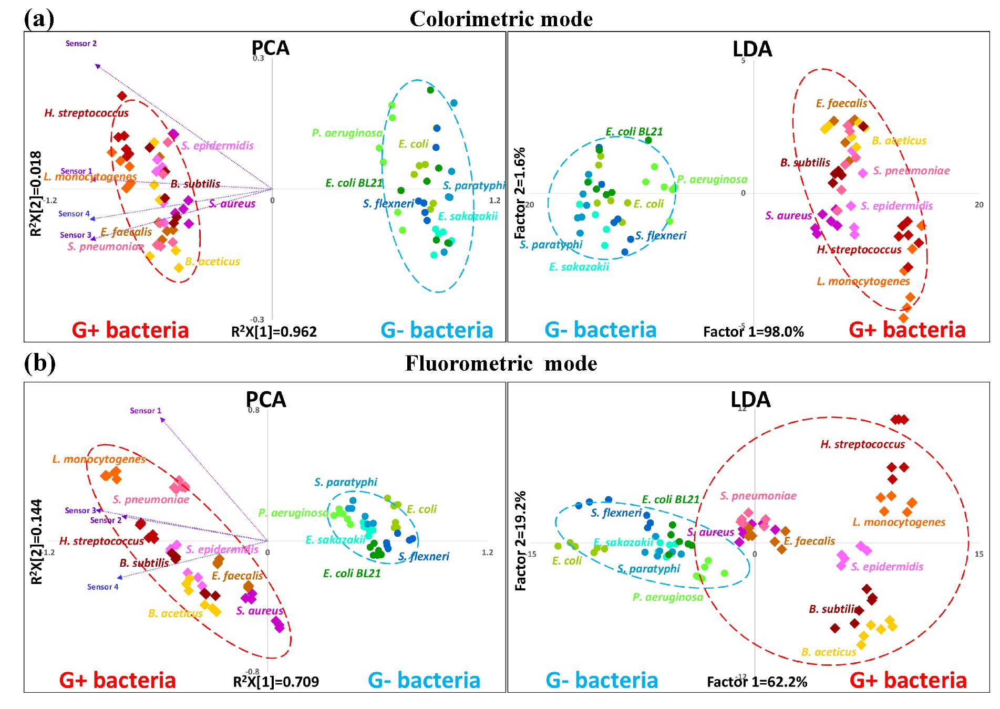 (a)
Colorimetric mode
PCA
Sensor 2
0.3
H. streptococcus
S. epidermidis
P. aeruginosa
E. coli
Sensor 1
L. monocytogenes
B. subtilis
E. coli BL21
S. paratyphi
-1.2
0
1.2
S. aureus
S. flexneri
Sensor 4
E. sakazakii
Sensor 3
E. faecalis
S. pneumoniae
B. aceticus
R²X[2]=0.018
-0.3
G+ bacteria
R²X[1]=0.962
G- bacteria
LDA
5
E. faecalis
E. coli BL21
B. aceticus
B. subtilis
S. pneumoniae
P. aeruginosa
-20
0
20
E. coli
S. epidermidis
S. aureus
S. flexneri
S. paratyphi
H. streptococcus
E. sakazakii
L. monocytogenes
Factor 2=1.6%
-5
G- bacteria
Factor 1=98.0%
G+ bacteria
(b)
Fluorometric mode
PCA
0.8
Sensor 1
L. monocytogenes
S. paratyphi
S. pneumoniae
Sensor 3
Sensor 2
P. aeruginosa
E. coli
H. streptococcus
E. sakazakii
S. epidermidis
-1.2
0
1.2
S. flexneri
B. subtilis
E. coli BL21
E. faecalis
Sensor 4
B. aceticus
S. aureus
R²X[2]=0.144
-0.8
G+ bacteria
R²X[1]=0.709
G- bacteria
LDA
12
H. streptococcus
S. pneumoniae
E. coli BL21
S. flexneri
L. monocytogenes
S. aureus
E. sakazakii
E. faecalis
-15
0
15
E. coli
S. paratyphi
S. epidermidis
P. aeruginosa
B. subtilis
B. aceticus
Factor 2=19.2%
-12
G- bacteria
Factor 1=62.2%
G+ bacteria